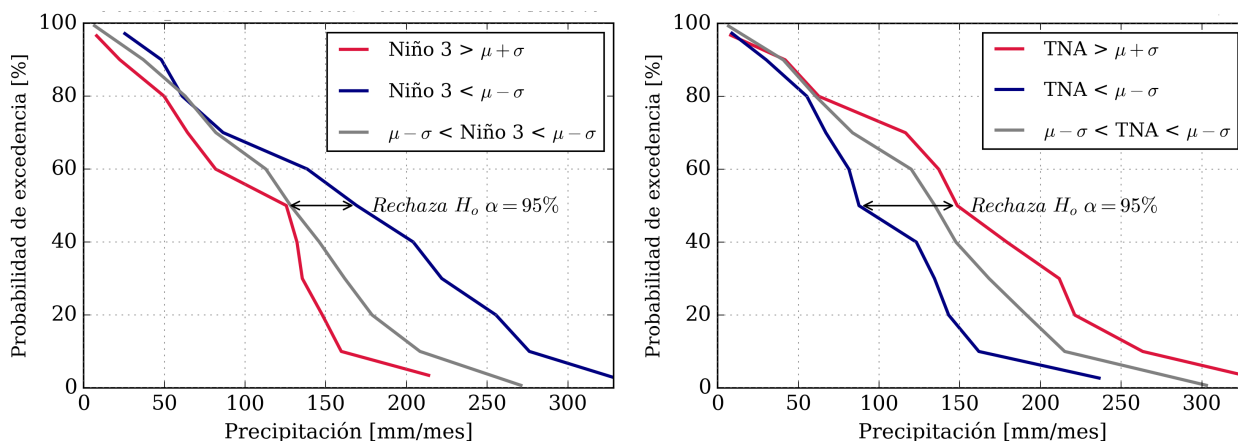 100
80
60
40
20
0
Probabilidad de excedencia [%]
Niño 3 > μ + σ
Niño 3 < μ − σ
μ − σ < Niño 3 < μ − σ
Rechaza Hₒ α = 95%
0 50 100 150 200 250 300
Precipitación [mm/mes]
100
80
60
40
20
0
Probabilidad de excedencia [%]
TNA > μ + σ
TNA < μ − σ
μ − σ < TNA < μ − σ
Rechaza Hₒ α = 95%
0 50 100 150 200 250 300
Precipitación [mm/mes]